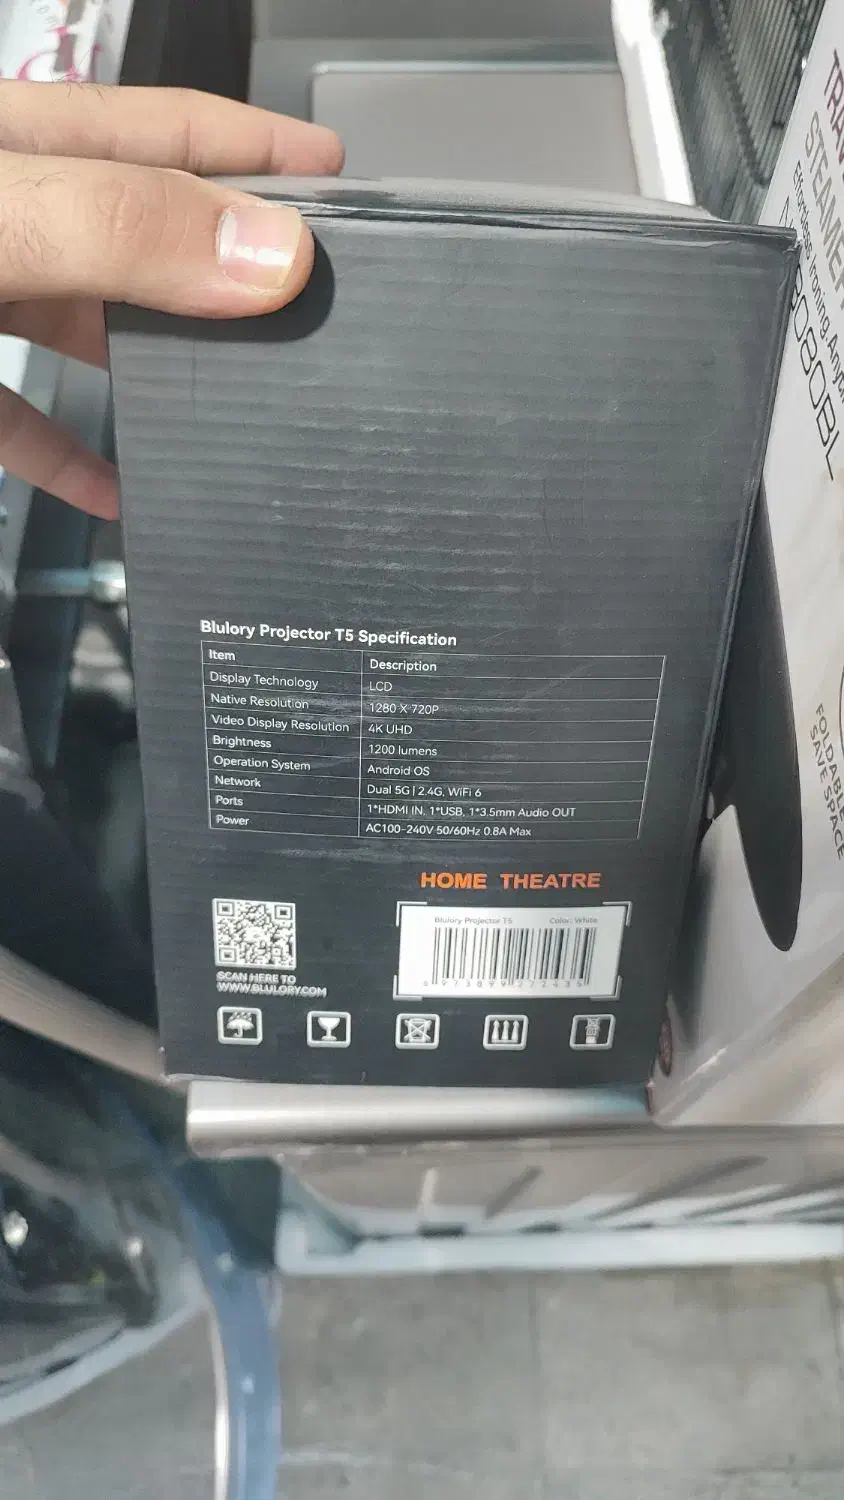 Blulory Projector T5 Specification
Item Description
Display Technology LCD
Native Resolution 1280 X 720P
Video Display Resolution 4K UHD
Brightness 1200 lumens
Operation System Android OS
Network Dual 5G | 2.4G, WiFi 6
Ports 1*HDMI IN, 1*USB, 1*3.5mm Audio OUT
Power AC100-240V 50/60Hz 0.8A Max
HOME THEATRE
Blulory Projector T5 Color: White
SCAN HERE TO
WWW.BLULORY.COM
STEAMER
Effortless Ironing,
FOLDABLE
SAVE SPACE